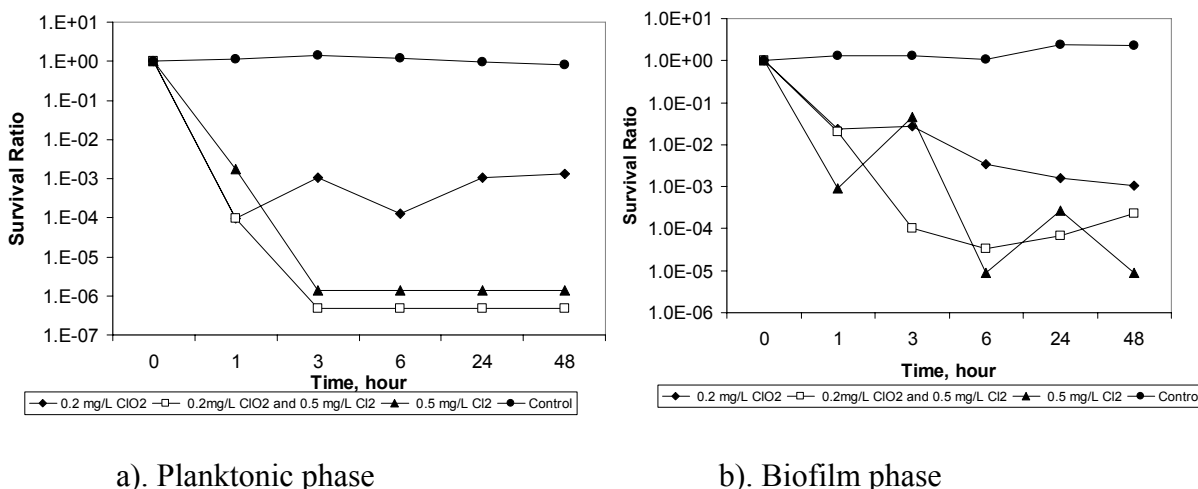 1.E+01
1.E+00
1.E-01
1.E-02
1.E-03
1.E-04
1.E-05
1.E-06
1.E-07
Survival Ratio
0 1 3 6 24 48
Time, hour
0.2 mg/L ClO2 0.2mg/L ClO2 and 0.5 mg/L Cl2 0.5 mg/L Cl2 Control
a). Planktonic phase
1.0E+01
1.0E+00
1.0E-01
1.0E-02
1.0E-03
1.0E-04
1.0E-05
1.0E-06
Survival Ratio
0 1 3 6 24 48
Time, hour
0.2 mg/L ClO2 0.2mg/L ClO2 and 0.5 mg/L Cl2 0.5 mg/L Cl2 Control
b). Biofilm phase